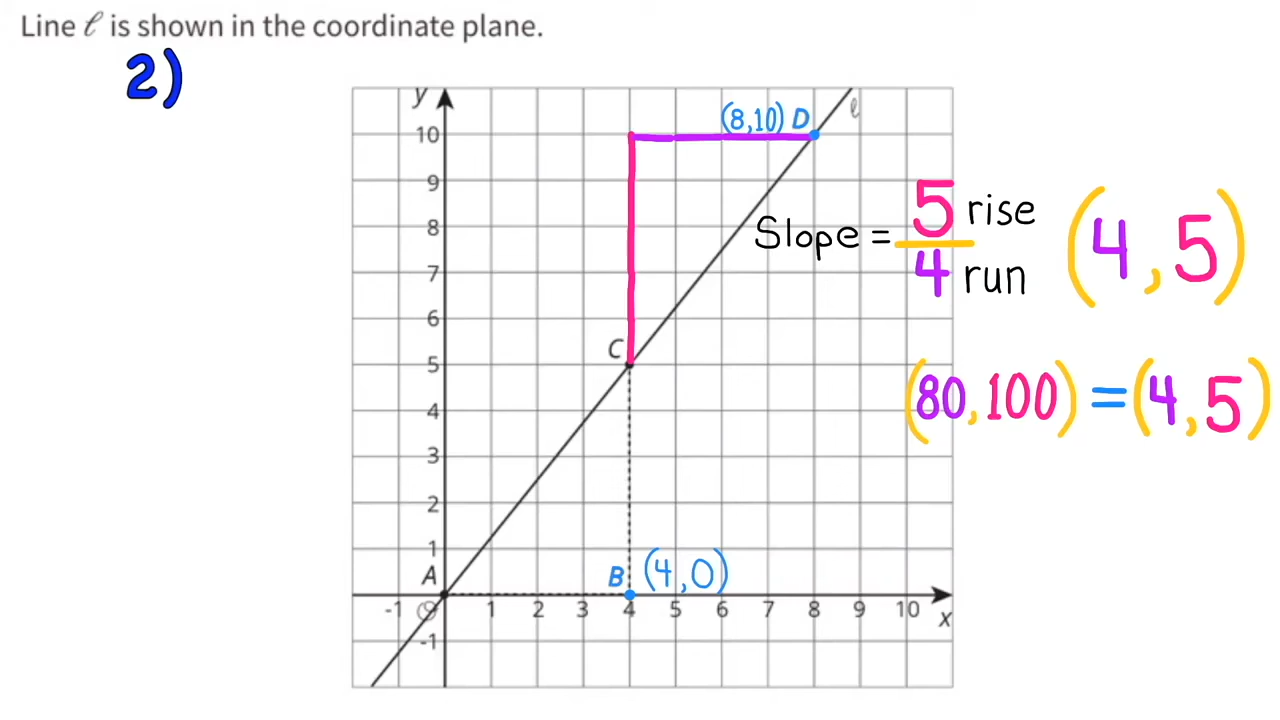 Line ℓ is shown in the coordinate plane.
2)
y
(8,10) D
ℓ
10
9
8
7
6
5
4
3
2
1
-1
Slope = 5 rise
4 run
(4,5)
C
(80,100) = (4,5)
A
B (4,0)
O
-1 1 2 3 4 5 6 7 8 9 10 x